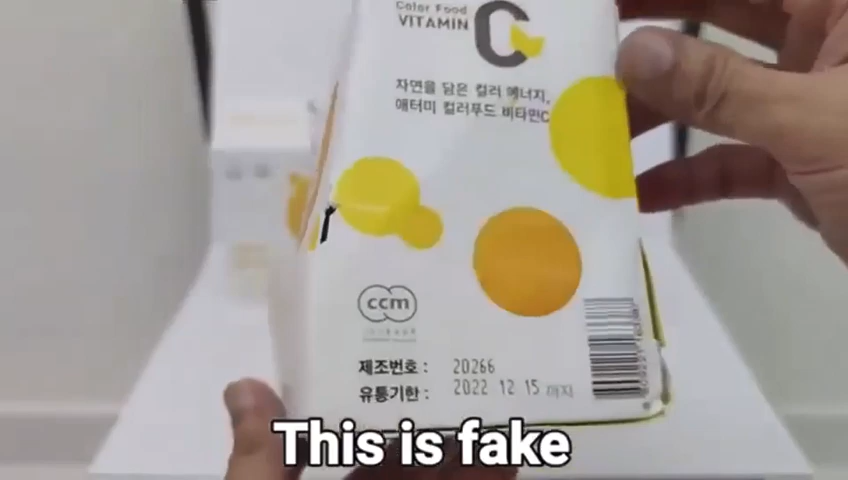 Color Food
VITAMIN C
자연을 담은 컬러 에너지,
애터미 컬러푸드 비타민C
ccm
제조번호 : 20266
유통기한 : 2022 12 15 까지
This is fake